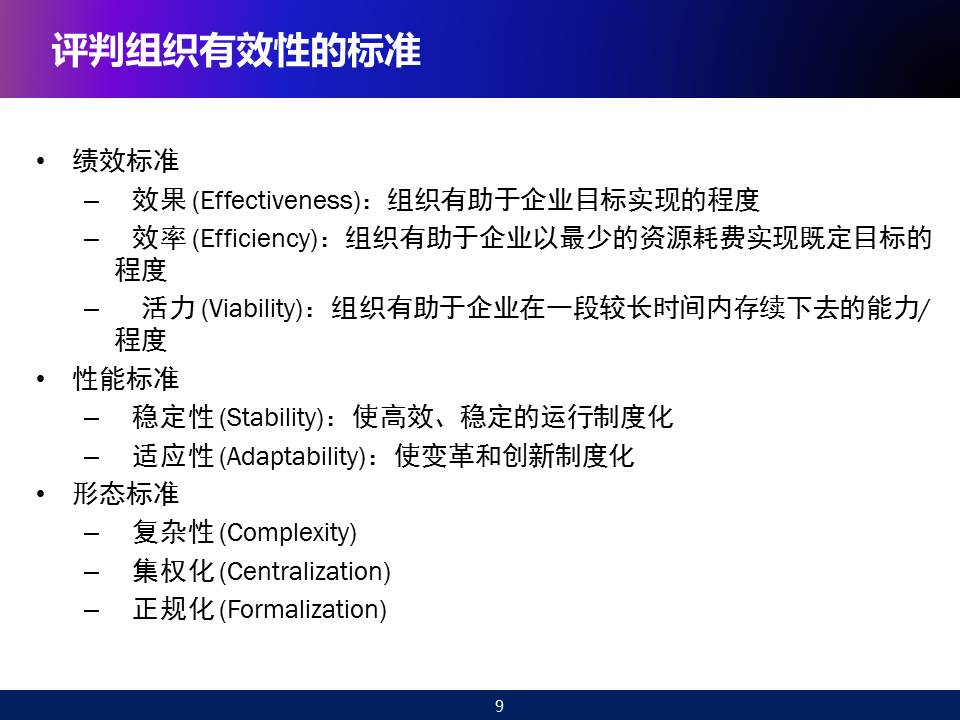 评判组织有效性的标准
• 绩效标准
– 效果 (Effectiveness)：组织有助于企业目标实现的程度
– 效率 (Efficiency)：组织有助于企业以最少的资源耗费实现既定目标的
程度
– 活力 (Viability)：组织有助于企业在一段较长时间内存续下去的能力/
程度
• 性能标准
– 稳定性 (Stability)：使高效、稳定的运行制度化
– 适应性 (Adaptability)：使变革和创新制度化
• 形态标准
– 复杂性 (Complexity)
– 集权化 (Centralization)
– 正规化 (Formalization)
9